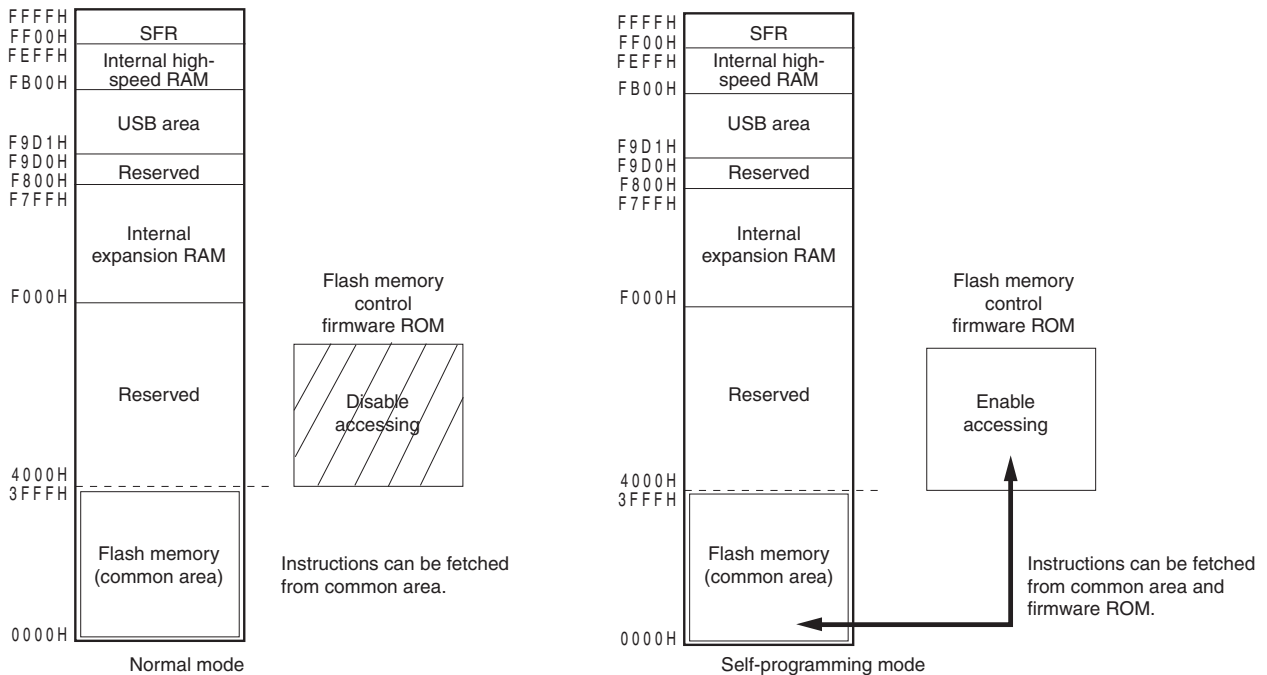 FFFFH
FF00H
FEFFH
FB00H
F9D1H
F9D0H
F800H
F7FFH
F000H
4000H
3FFFH
0000H
SFR
Internal high-
speed RAM
USB area
Reserved
Internal
expansion RAM
Reserved
Flash memory
(common area)
Flash memory
control
firmware ROM
Disable
accessing
Instructions can be fetched
from common area.
Normal mode
FFFFH
FF00H
FEFFH
FB00H
F9D1H
F9D0H
F800H
F7FFH
F000H
4000H
3FFFH
0000H
SFR
Internal high-
speed RAM
USB area
Reserved
Internal
expansion RAM
Reserved
Flash memory
(common area)
Flash memory
control
firmware ROM
Enable
accessing
Instructions can be fetched
from common area and
firmware ROM.
Self-programming mode